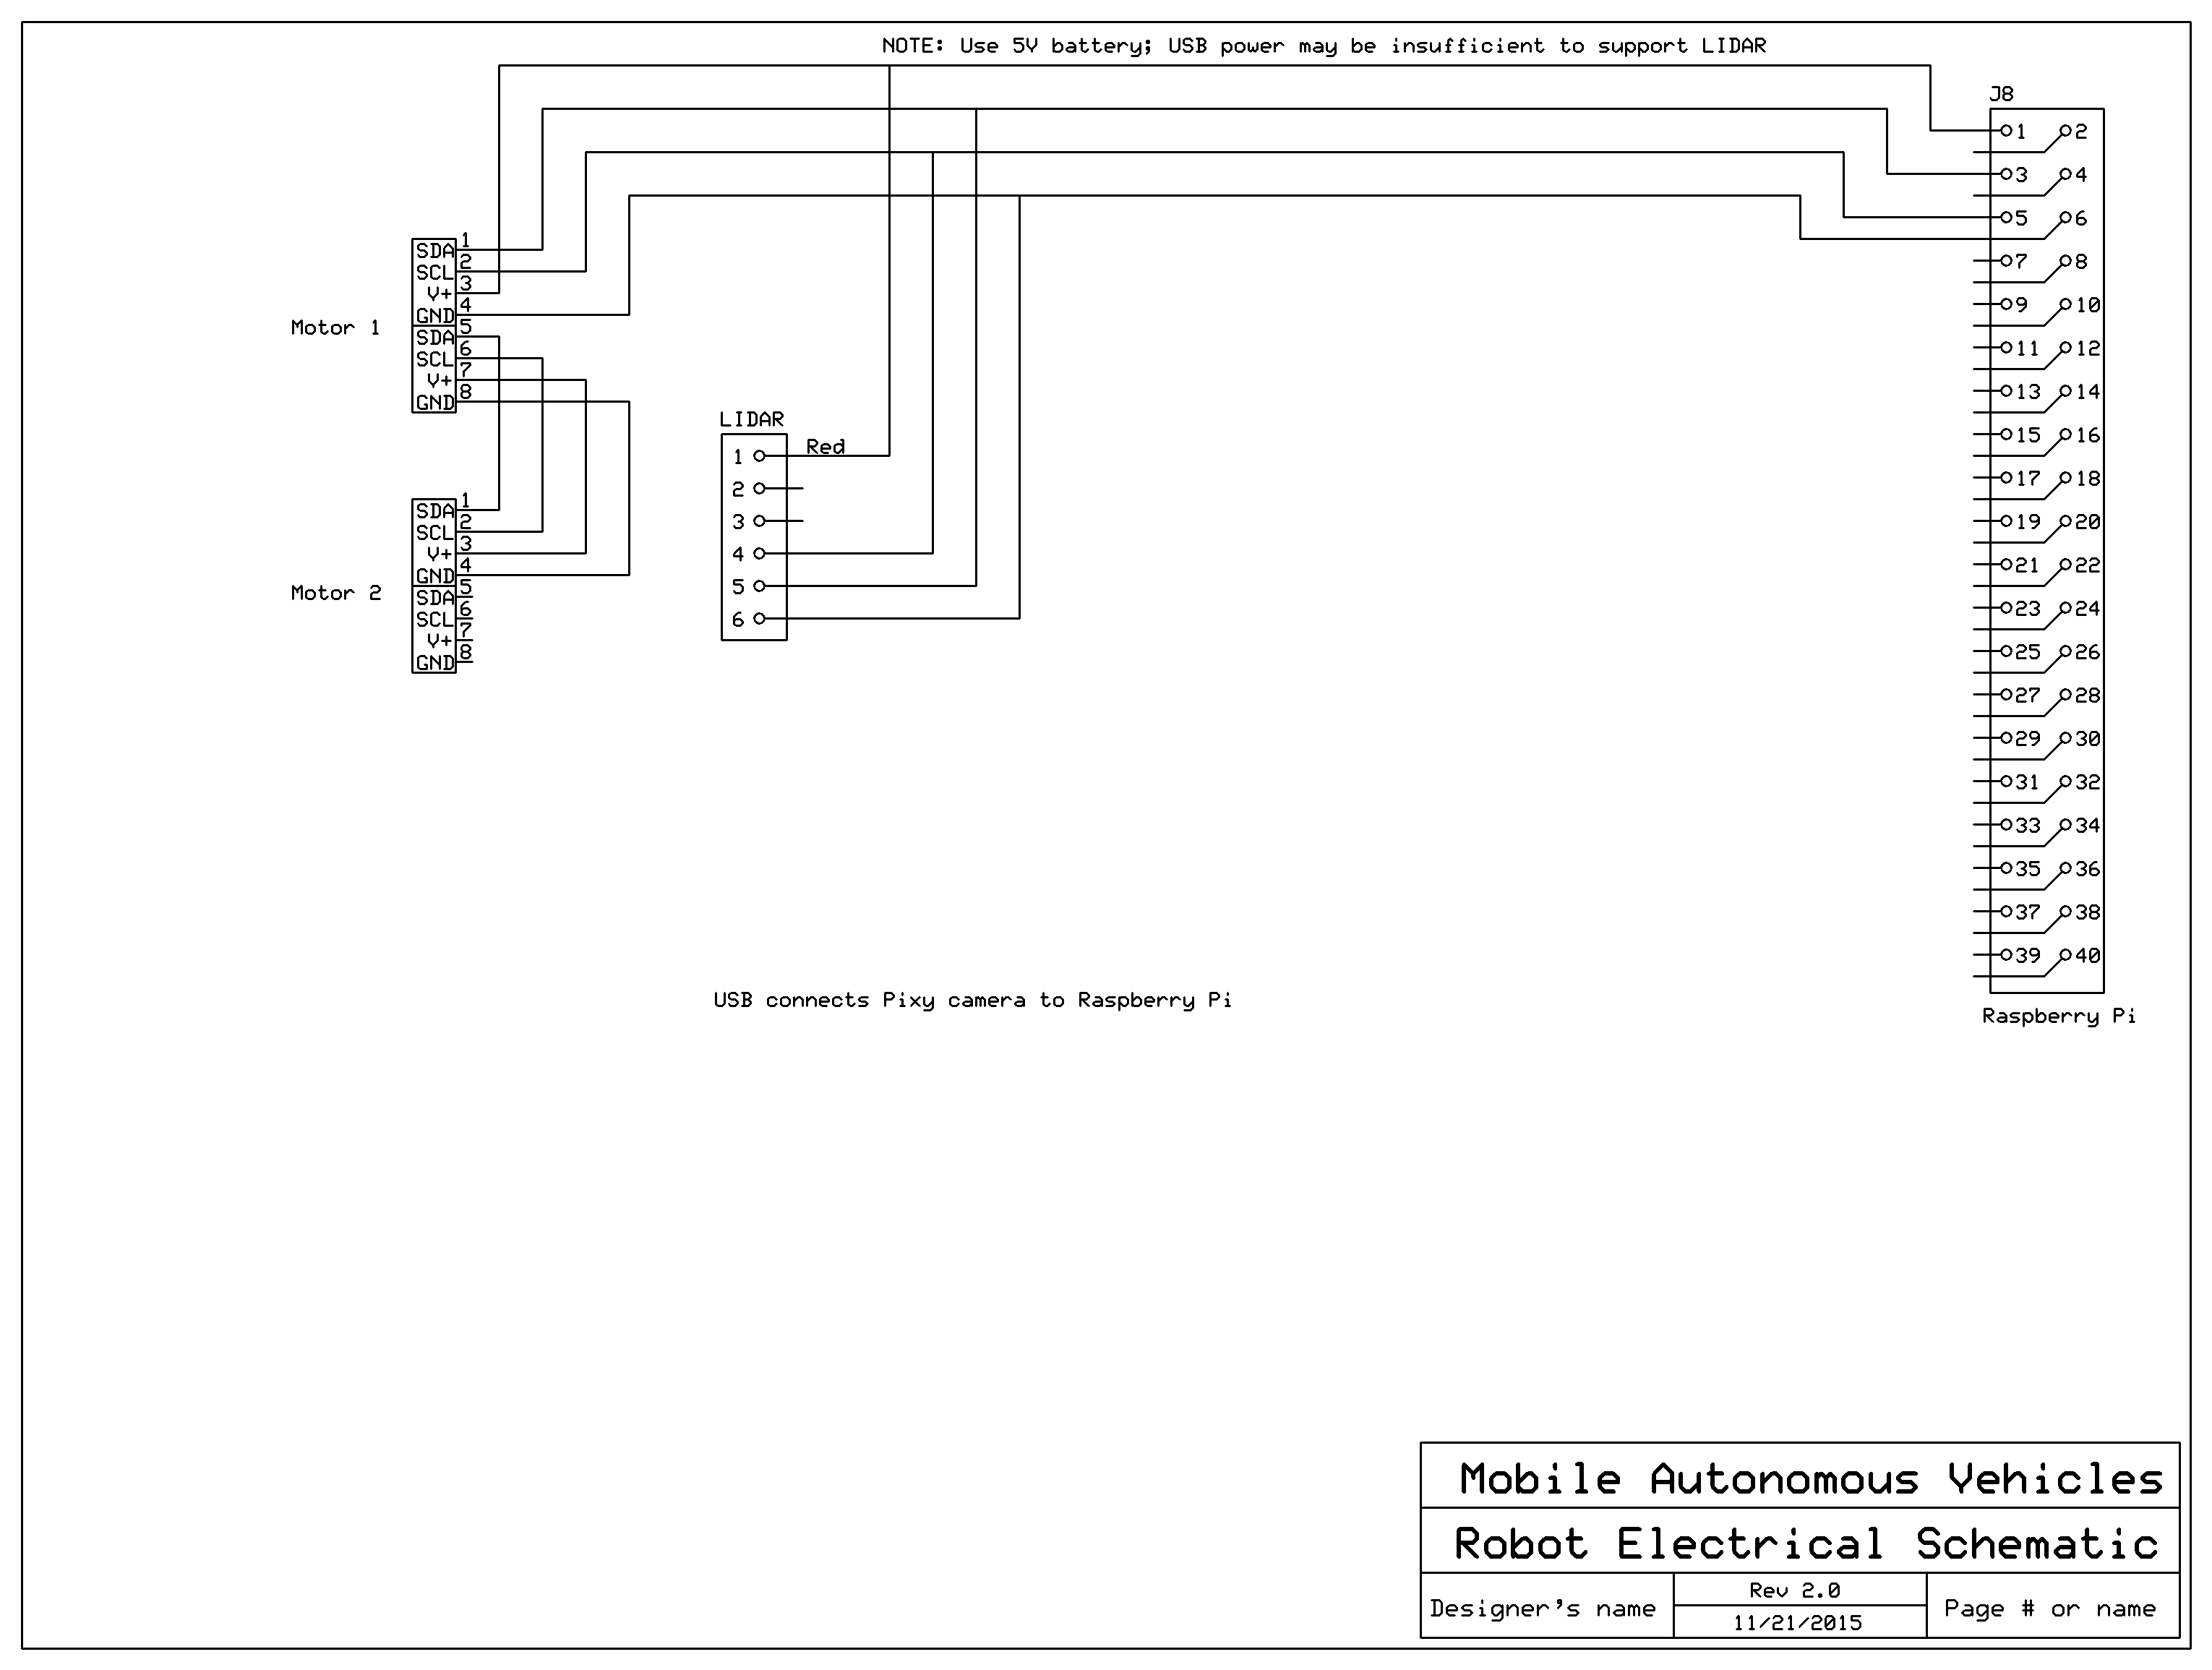 NOTE: Use 5V battery; USB power may be insufficient to support LIDAR
J8
1 2
3 4
5 6
7 8
9 10
11 12
13 14
15 16
17 18
19 20
21 22
23 24
25 26
27 28
29 30
31 32
33 34
35 36
37 38
39 40
Raspberry Pi
Motor 1
SDA 1
SCL 2
V+ 3
GND 4
SDA 5
SCL 6
V+ 7
GND 8
Motor 2
SDA 1
SCL 2
V+ 3
GND 4
SDA 5
SCL 6
V+ 7
GND 8
LIDAR
1 Red
2
3
4
5
6
USB connects Pixy camera to Raspberry Pi
Mobile Autonomous Vehicles
Robot Electrical Schematic
Designer's name
Rev 2.0
11/21/2015
Page # or name